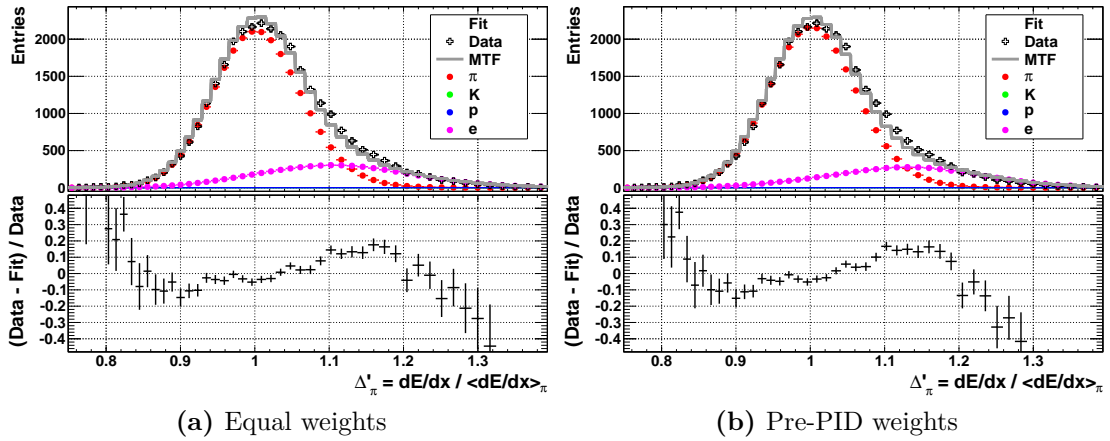 Entries
2000
1500
1000
500
0
Fit
Data
MTF
π
K
p
e
(Data - Fit) / Data
0.4
0.3
0.2
0.1
0
-0.1
-0.2
-0.3
-0.4
0.8 0.9 1 1.1 1.2 1.3
Δ'π = dE/dx / <dE/dx>π
(a) Equal weights
Entries
2000
1500
1000
500
0
Fit
Data
MTF
π
K
p
e
(Data - Fit) / Data
0.4
0.3
0.2
0.1
0
-0.1
-0.2
-0.3
-0.4
0.8 0.9 1 1.1 1.2 1.3
Δ'π = dE/dx / <dE/dx>π
(b) Pre-PID weights